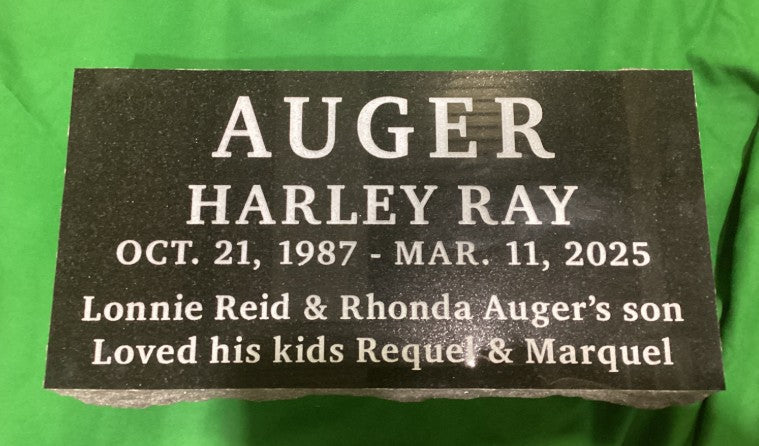 AUGER
HARLEY RAY
OCT. 21, 1987 - MAR. 11, 2025
Lonnie Reid & Rhonda Auger's son
Loved his kids Requel & Marquel